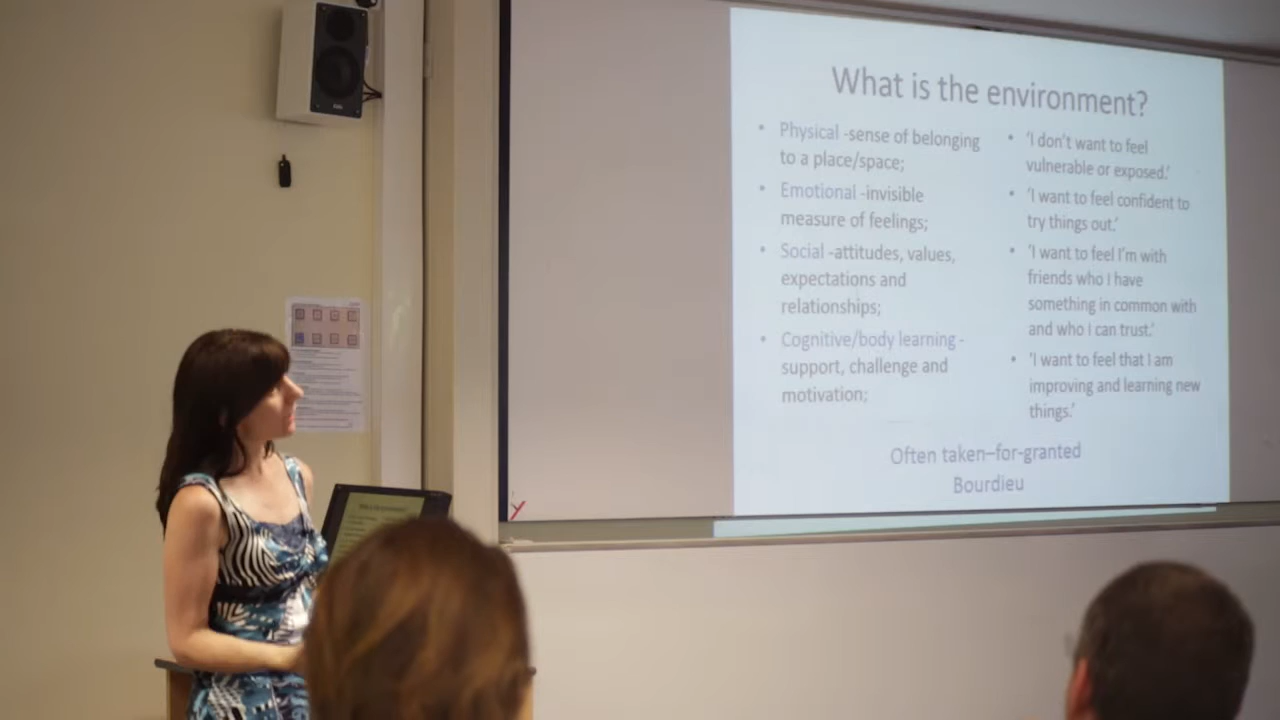 What is the environment?
• Physical -sense of belonging
to a place/space;
• Emotional -invisible
measure of feelings;
• Social -attitudes, values,
expectations and
relationships;
• Cognitive/body learning -
support, challenge and
motivation;
• 'I don't want to feel
vulnerable or exposed.'
• 'I want to feel confident to
try things out.'
• 'I want to feel I'm with
friends who I have
something in common with
and who I can trust.'
• 'I want to feel that I am
improving and learning new
things.'
Often taken–for-granted
Bourdieu